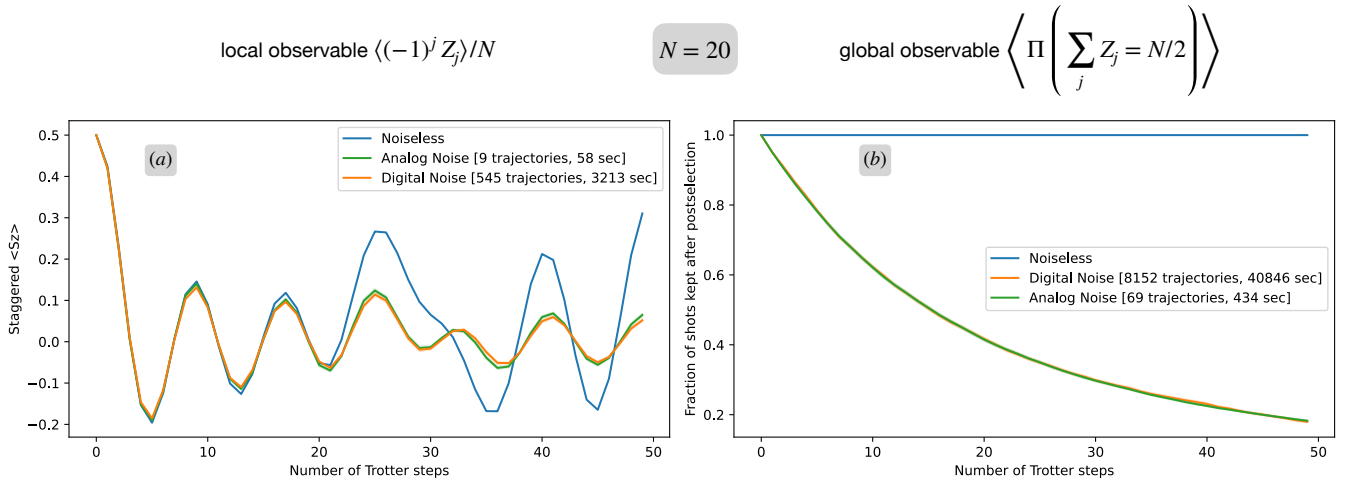 local observable ⟨(−1)^j Z_j⟩/N
N = 20
global observable ⟨Π(∑_j Z_j = N/2)⟩
(a)
Noiseless
Analog Noise [9 trajectories, 58 sec]
Digital Noise [545 trajectories, 3213 sec]
Staggered <Sz>
0.5
0.4
0.3
0.2
0.1
0.0
−0.1
−0.2
0
10
20
30
40
50
Number of Trotter steps
(b)
Noiseless
Digital Noise [8152 trajectories, 40846 sec]
Analog Noise [69 trajectories, 434 sec]
Fraction of shots kept after postselection
1.0
0.8
0.6
0.4
0.2
0
10
20
30
40
50
Number of Trotter steps